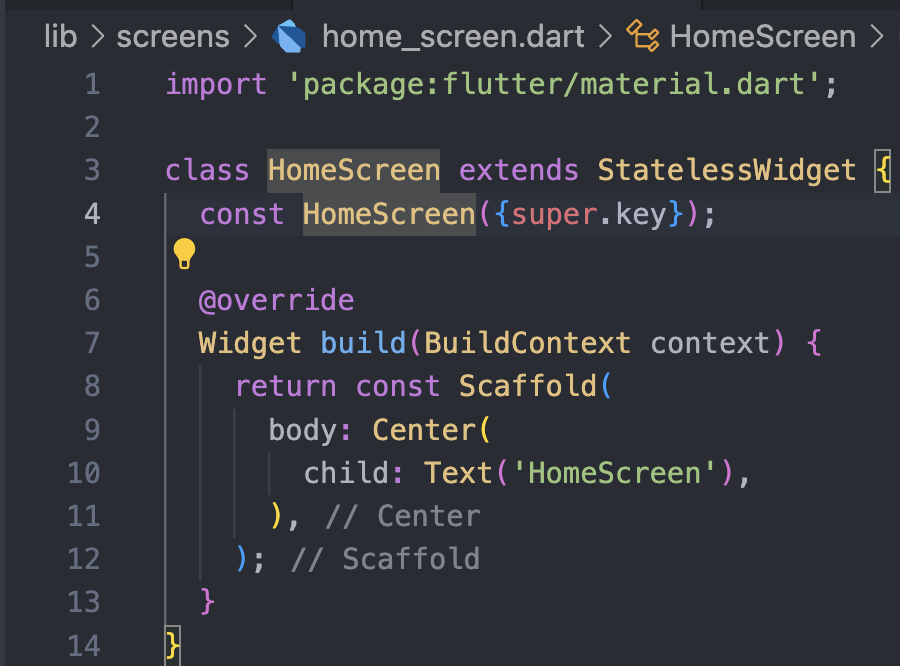 lib > screens > home_screen.dart > HomeScreen >
1 import 'package:flutter/material.dart';
2
3 class HomeScreen extends StatelessWidget {
4   const HomeScreen({super.key});
5
6   @override
7   Widget build(BuildContext context) {
8     return const Scaffold(
9       body: Center(
10         child: Text('HomeScreen'),
11       ), // Center
12     ); // Scaffold
13   }
14 }